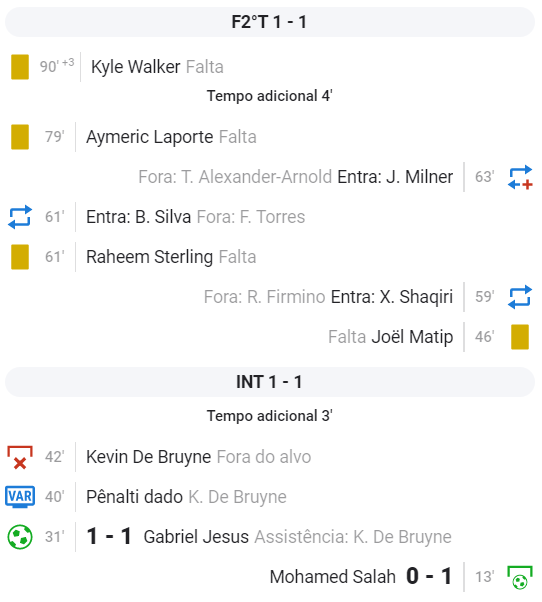 F2°T 1 - 1
90' +3 Kyle Walker Falta
Tempo adicional 4'
79' Aymeric Laporte Falta
Fora: T. Alexander-Arnold Entra: J. Milner 63'
61' Entra: B. Silva Fora: F. Torres
61' Raheem Sterling Falta
Fora: R. Firmino Entra: X. Shaqiri 59'
Falta Joël Matip 46'
INT 1 - 1
Tempo adicional 3'
42' Kevin De Bruyne Fora do alvo
VAR 40' Pênalti dado K. De Bruyne
31' 1 - 1 Gabriel Jesus Assistência: K. De Bruyne
Mohamed Salah 0 - 1 13'